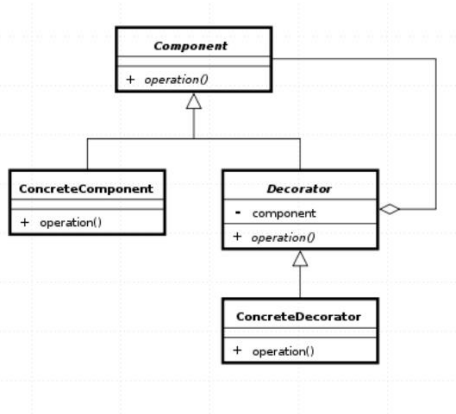 Component
+ operation()
ConcreteComponent
+ operation()
Decorator
- component
+ operation()
ConcreteDecorator
+ operation()